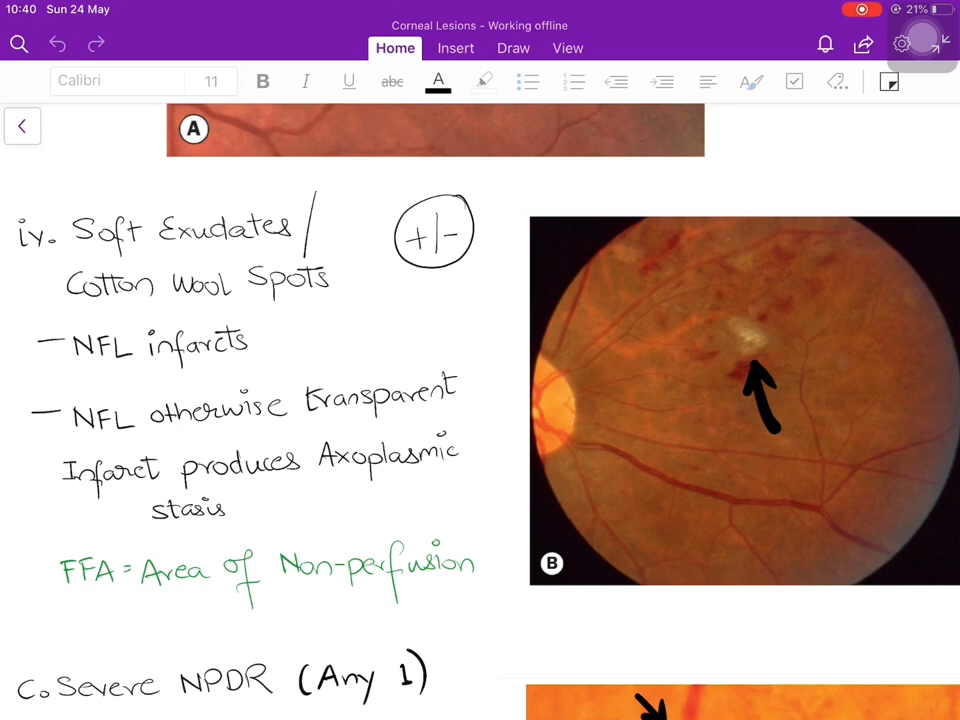 10:40 Sun 24 May
21%
Corneal Lesions - Working offline
Home Insert Draw View
Calibri 11 B I U abc A
A
iv. Soft Exudates/
Cotton Wool Spots
+/-
- NFL infarcts
- NFL otherwise transparent
Infarct produces Axoplasmic
stasis
FFA = Area of Non-perfusion
B
C. Severe NPDR (Any 1)